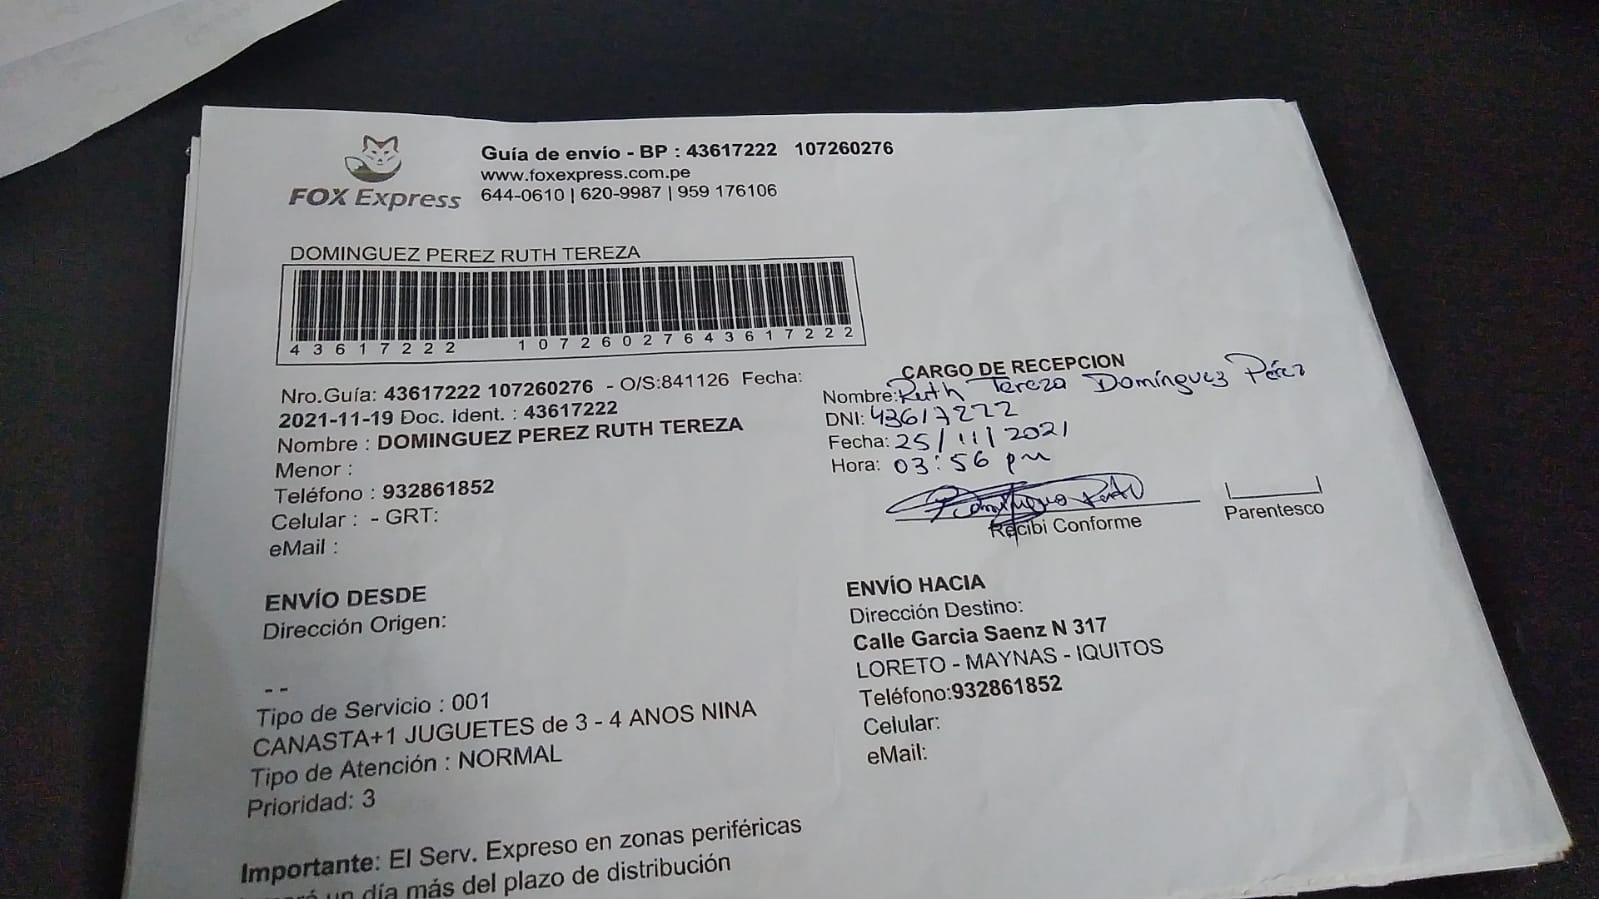 FOX Express
Guía de envío - BP : 43617222 107260276
www.foxexpress.com.pe
644-0610 | 620-9987 | 959 176106
DOMINGUEZ PEREZ RUTH TEREZA
43617222 10726027643617222
Nro.Guía: 43617222 107260276 - O/S:841126 Fecha:
2021-11-19 Doc. Ident. : 43617222
Nombre : DOMINGUEZ PEREZ RUTH TEREZA
Menor :
Teléfono : 932861852
Celular : - GRT:
eMail :
CARGO DE RECEPCION
Nombre: Ruth Tereza Domínguez Pérez
DNI: 43617222
Fecha: 25/11/2021
Hora: 03:56 pm
Recibi Conforme
Parentesco
ENVÍO DESDE
Dirección Origen:
- -
Tipo de Servicio : 001
CANASTA+1 JUGUETES de 3 - 4 ANOS NINA
Tipo de Atención : NORMAL
Prioridad: 3
ENVÍO HACIA
Dirección Destino:
Calle Garcia Saenz N 317
LORETO - MAYNAS - IQUITOS
Teléfono:932861852
Celular:
eMail:
Importante: El Serv. Expreso en zonas periféricas
un día más del plazo de distribución